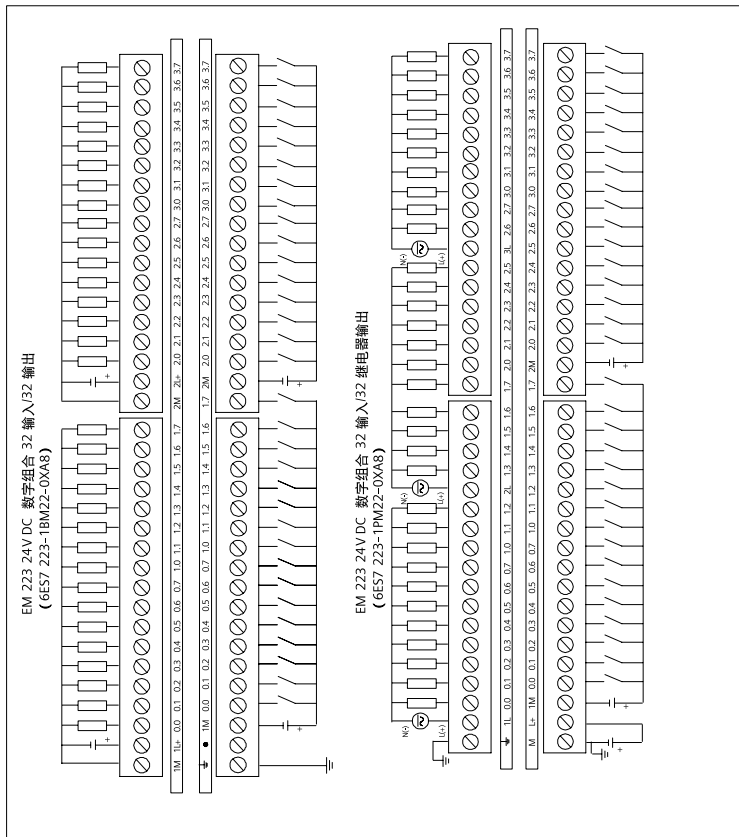 EM 223 24V DC 数字组合 32 输入/32 输出
(6ES7 223-1BM22-0XA8)
+ +
1M 1L+ 0.0 0.1 0.2 0.3 0.4 0.5 0.6 0.7 1.0 1.1 1.2 1.3 1.4 1.5 1.6 1.7 2M 2L+ 2.0 2.1 2.2 2.3 2.4 2.5 2.6 2.7 3.0 3.1 3.2 3.3 3.4 3.5 3.6 3.7
1M 0.0 0.1 0.2 0.3 0.4 0.5 0.6 0.7 1.0 1.1 1.2 1.3 1.4 1.5 1.6 1.7 2M 2.0 2.1 2.2 2.3 2.4 2.5 2.6 2.7 3.0 3.1 3.2 3.3 3.4 3.5 3.6 3.7
+ +
EM 223 24V DC 数字组合 32 输入/32 继电器输出
(6ES7 223-1PM22-0XA8)
N(-) N(-) N(-)
L(+) L(+) L(+)
1L 0.0 0.1 0.2 0.3 0.4 0.5 0.6 0.7 1.0 1.1 1.2 2L 1.3 1.4 1.5 1.6 1.7 2.0 2.1 2.2 2.3 2.4 2.5 3L 2.6 2.7 3.0 3.1 3.2 3.3 3.4 3.5 3.6 3.7
M L+ 1M 0.0 0.1 0.2 0.3 0.4 0.5 0.6 0.7 1.0 1.1 1.2 1.3 1.4 1.5 1.6 1.7 2M 2.0 2.1 2.2 2.3 2.4 2.5 2.6 2.7 3.0 3.1 3.2 3.3 3.4 3.5 3.6 3.7
+ + +